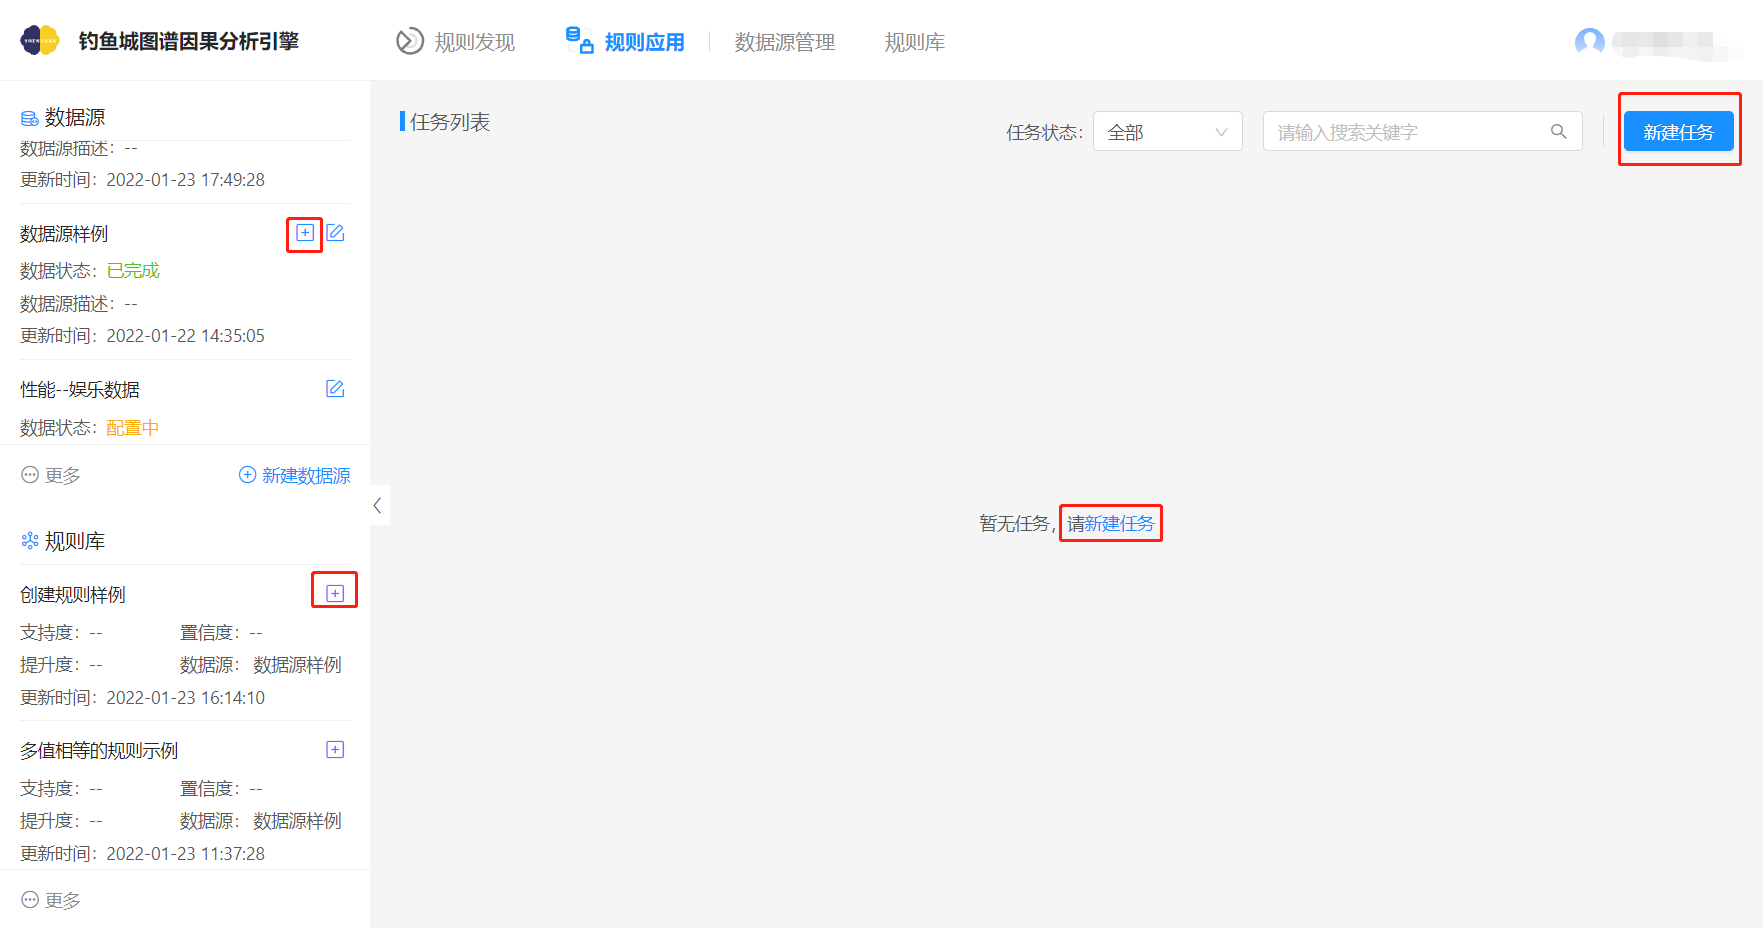 钓鱼城图谱因果分析引擎
规则发现
规则应用
数据源管理
规则库
数据源
数据源描述：--
更新时间：2022-01-23 17:49:28
数据源样例
数据状态：已完成
数据源描述：--
更新时间：2022-01-22 14:35:05
性能--娱乐数据
数据状态：配置中
更多
新建数据源
规则库
创建规则样例
支持度：-- 置信度：--
提升度：-- 数据源： 数据源样例
更新时间：2022-01-23 16:14:10
多值相等的规则示例
支持度：-- 置信度：--
提升度：-- 数据源： 数据源样例
更新时间：2022-01-23 11:37:28
更多
任务列表
任务状态： 全部
请输入搜索关键字
新建任务
暂无任务，请新建任务